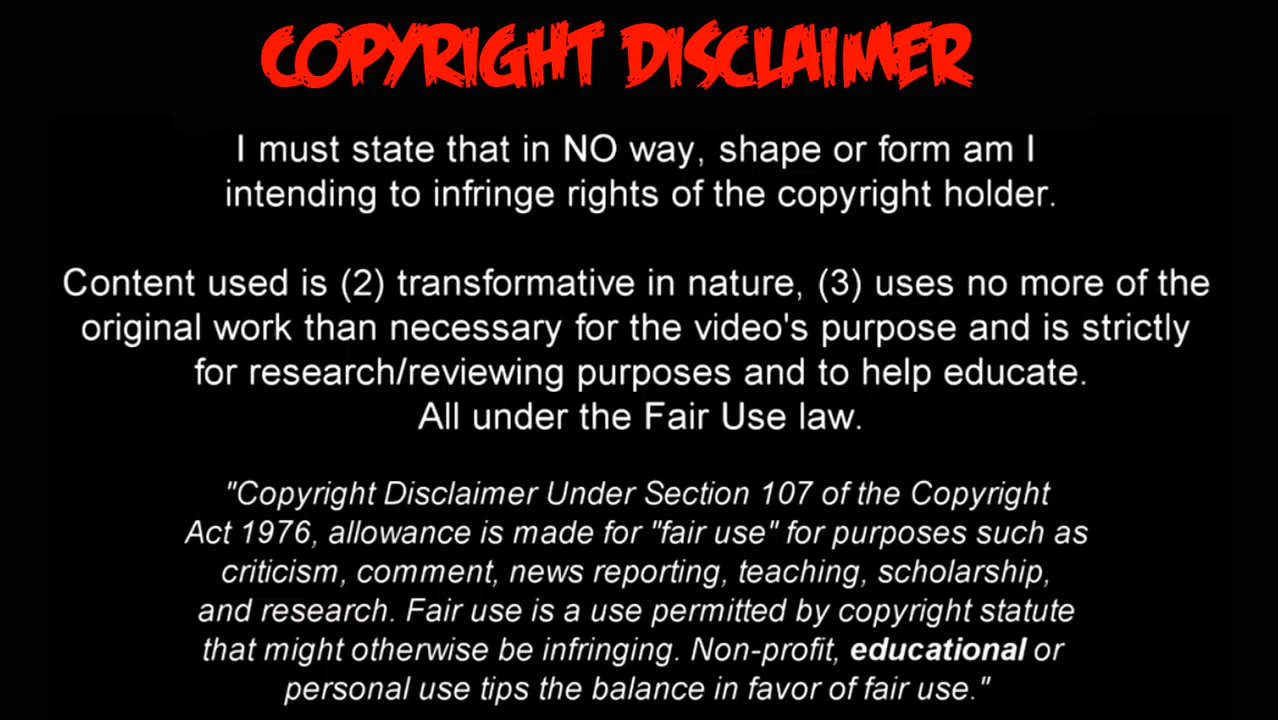 COPYRIGHT DISCLAIMER
I must state that in NO way, shape or form am I
intending to infringe rights of the copyright holder.
Content used is (2) transformative in nature, (3) uses no more of the
original work than necessary for the video's purpose and is strictly
for research/reviewing purposes and to help educate.
All under the Fair Use law.
"Copyright Disclaimer Under Section 107 of the Copyright
Act 1976, allowance is made for "fair use" for purposes such as
criticism, comment, news reporting, teaching, scholarship,
and research. Fair use is a use permitted by copyright statute
that might otherwise be infringing. Non-profit, educational or
personal use tips the balance in favor of fair use."